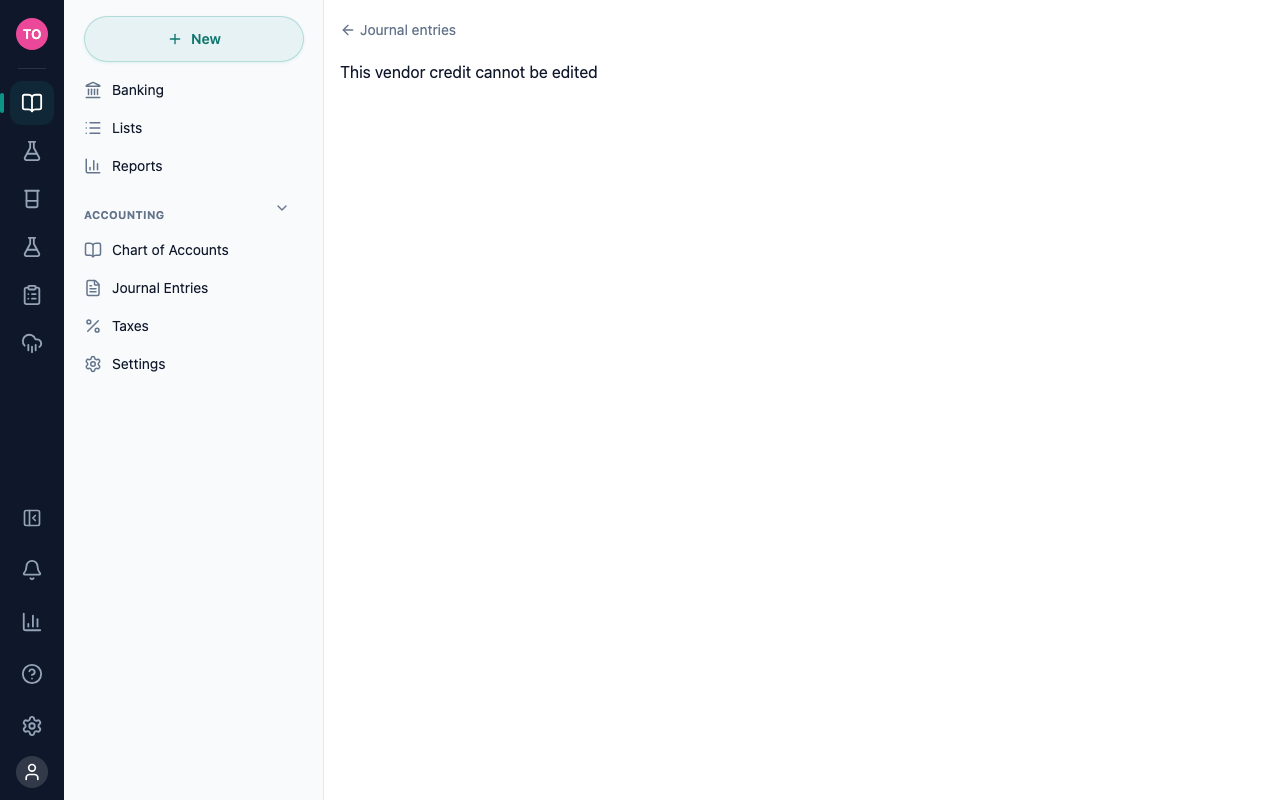 TO
New
Banking
Lists
Reports
ACCOUNTING
Chart of Accounts
Journal Entries
Taxes
Settings
Journal entries
This vendor credit cannot be edited